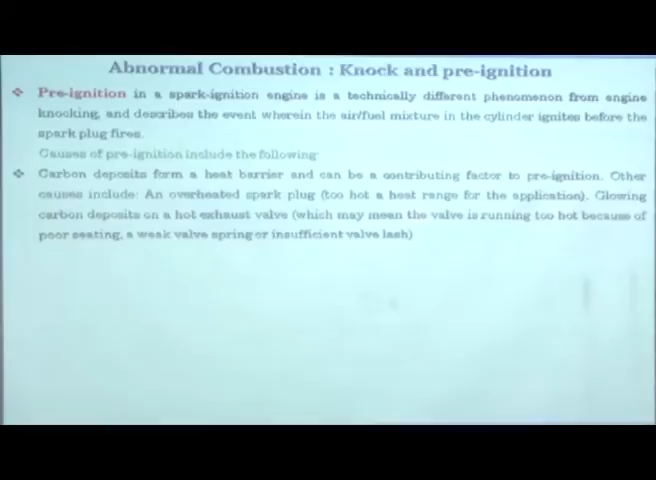 Abnormal Combustion : Knock and pre-ignition
❖ Pre-ignition in a spark-ignition engine is a technically different phenomenon from engine
knocking, and describes the event wherein the air/fuel mixture in the cylinder ignites before the
spark plug fires.
Causes of pre-ignition include the following:
❖ Carbon deposits form a heat barrier and can be a contributing factor to pre-ignition. Other
causes include: An overheated spark plug (too hot a heat range for the application). Glowing
carbon deposits on a hot exhaust valve (which may mean the valve is running too hot because of
poor seating, a weak valve spring or insufficient valve lash)